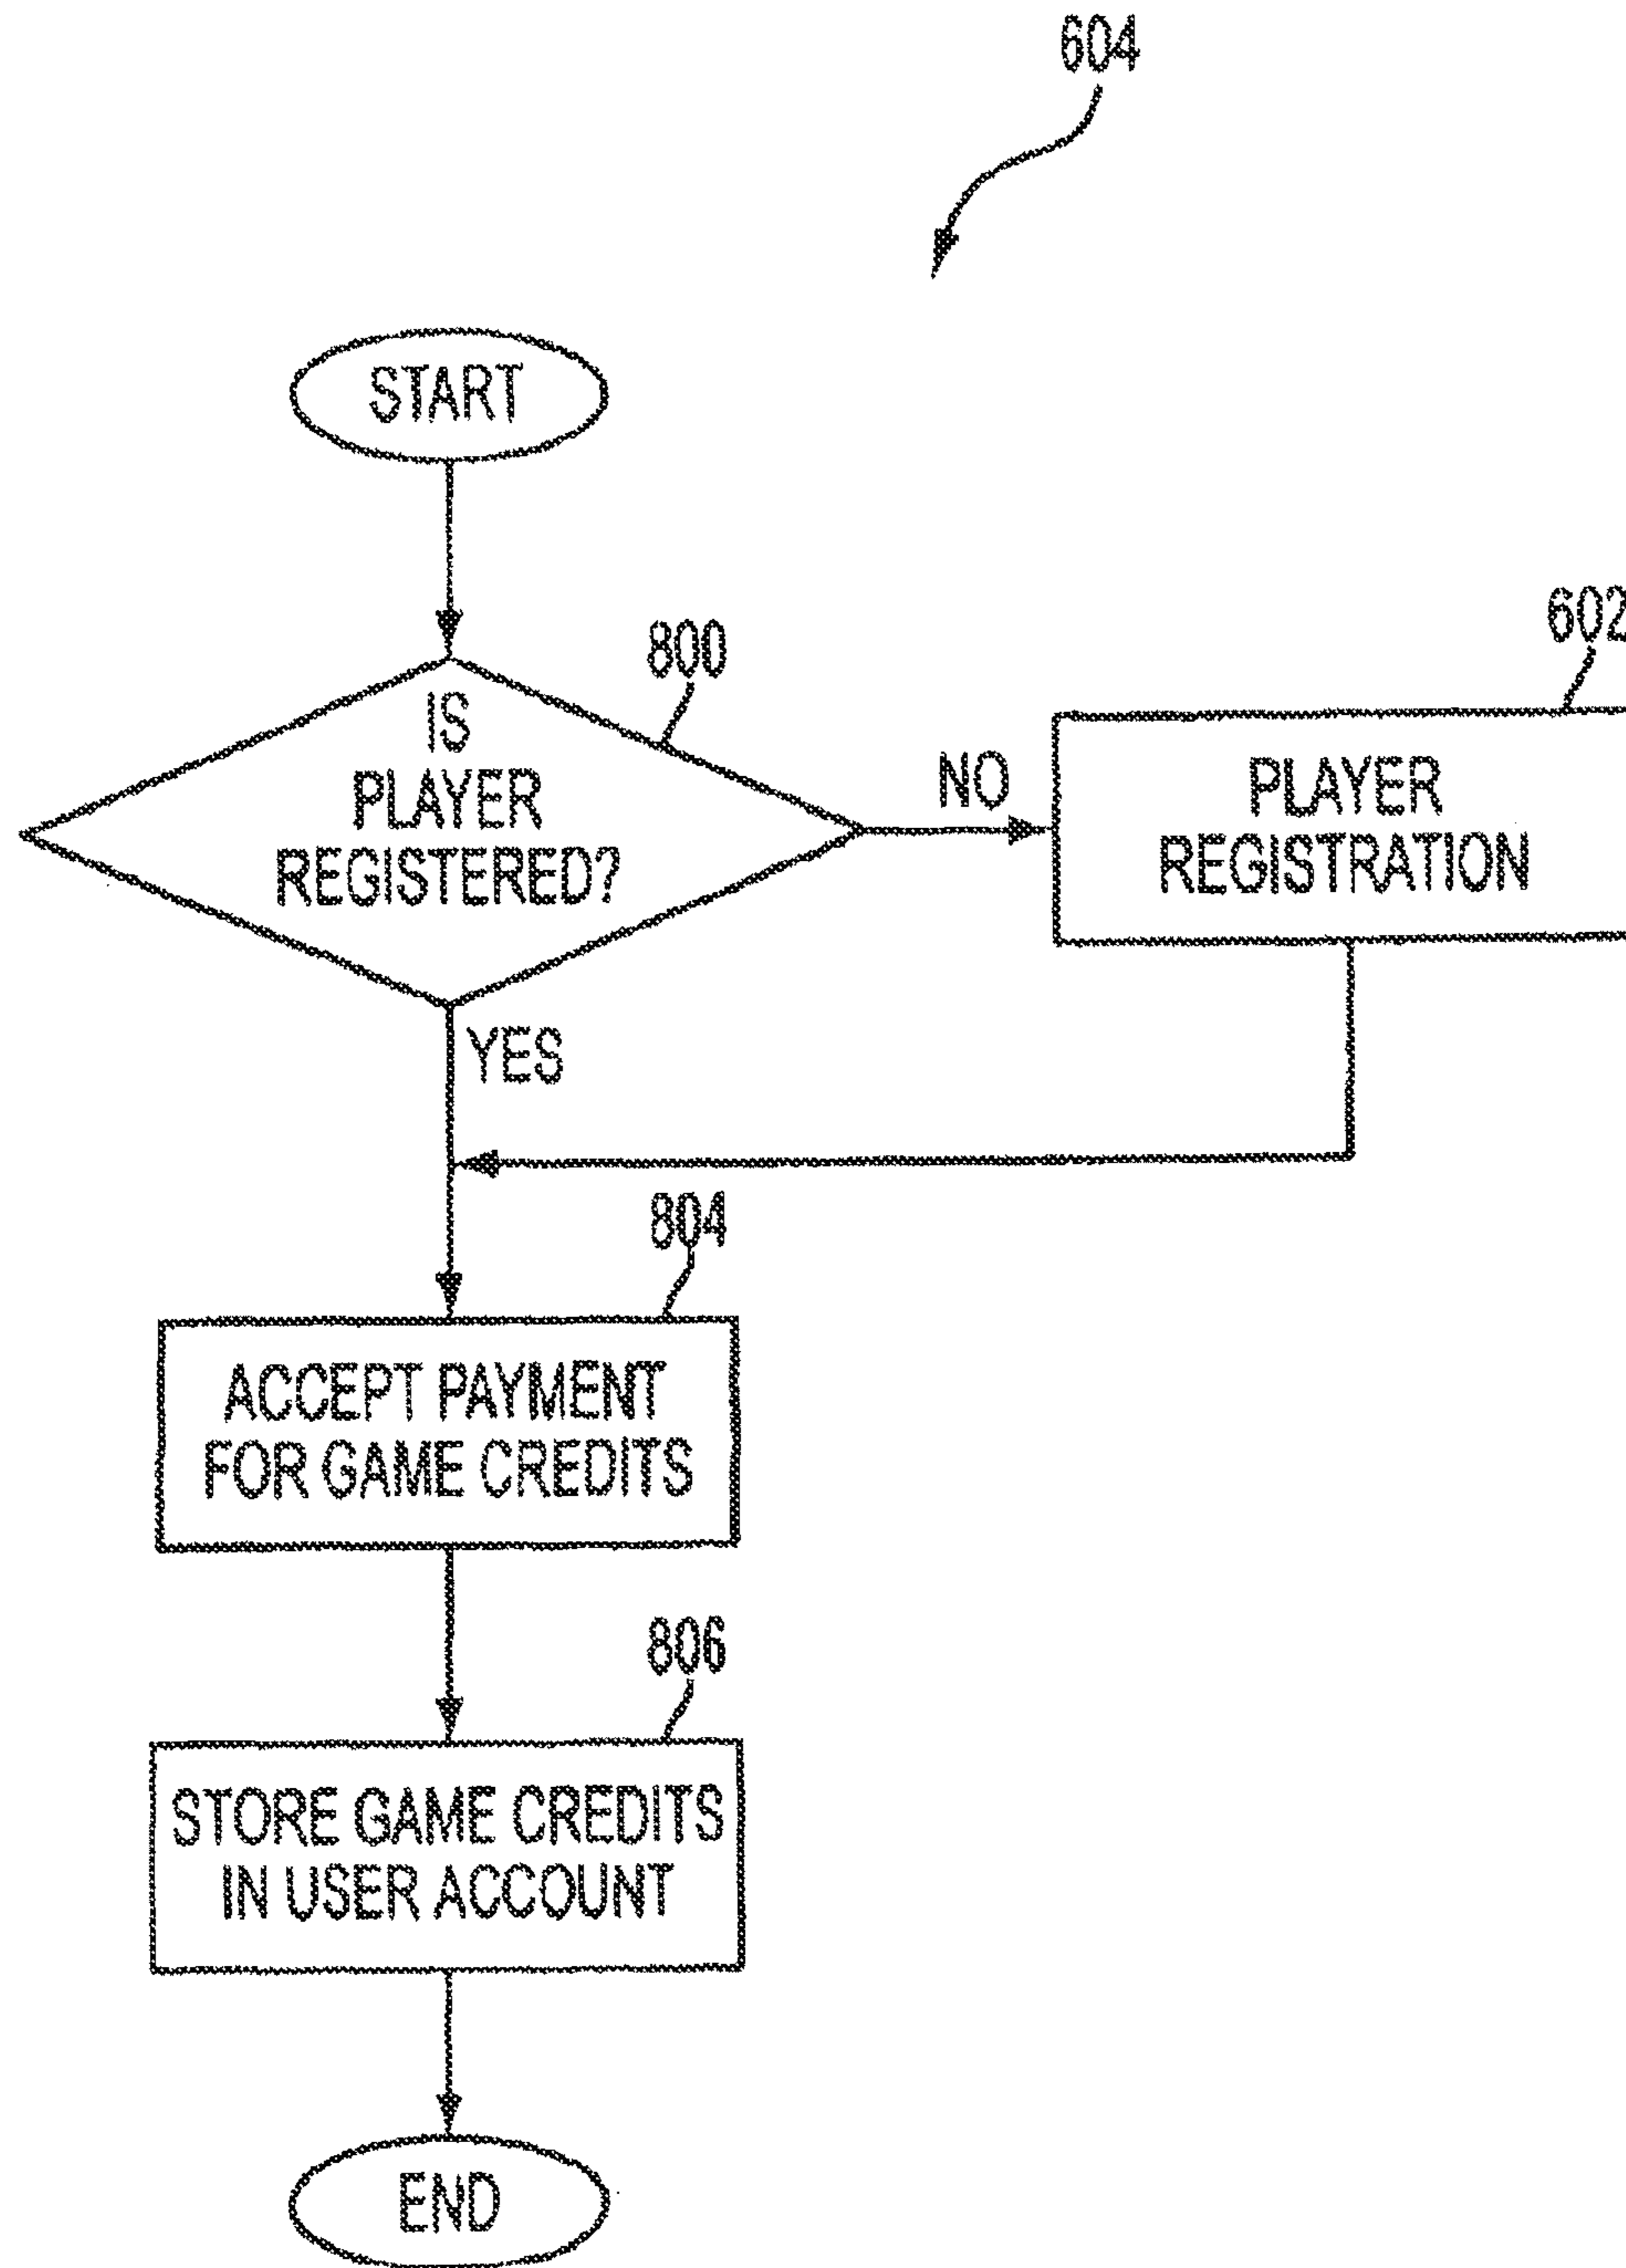 604
START
800
IS
PLAYER
REGISTERED?
NO
602
PLAYER
REGISTRATION
YES
804
ACCEPT PAYMENT
FOR GAME CREDITS
806
STORE GAME CREDITS
IN USER ACCOUNT
END